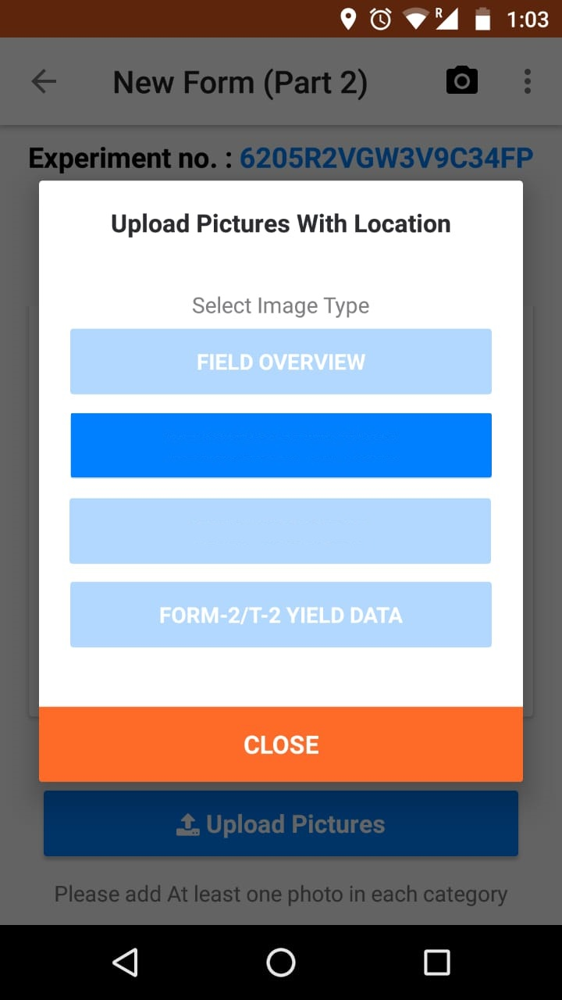 R
1:03
New Form (Part 2)
Experiment no. : 6205R2VGW3V9C34FP
Upload Pictures With Location
Select Image Type
FIELD OVERVIEW
FORM-2/T-2 YIELD DATA
CLOSE
Upload Pictures
Please add At least one photo in each category